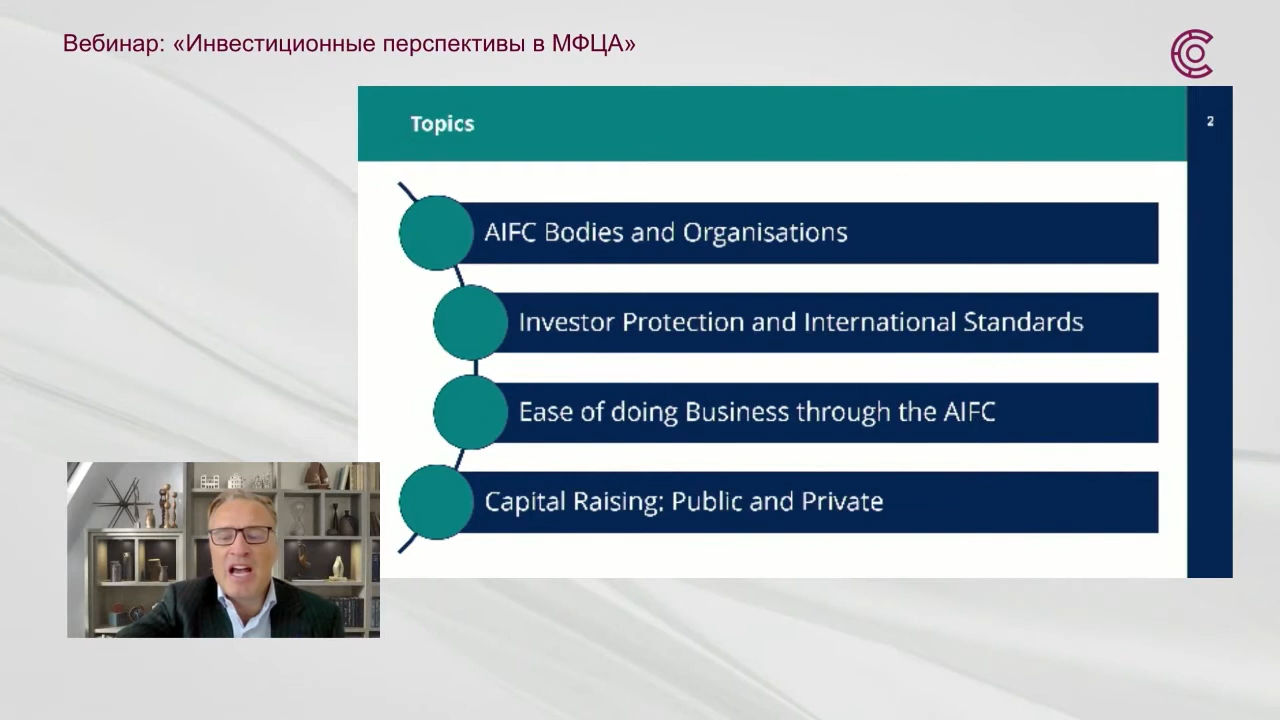 Вебинар: «Инвестиционные перспективы в МФЦА»
Topics
2
AIFC Bodies and Organisations
Investor Protection and International Standards
Ease of doing Business through the AIFC
Capital Raising: Public and Private